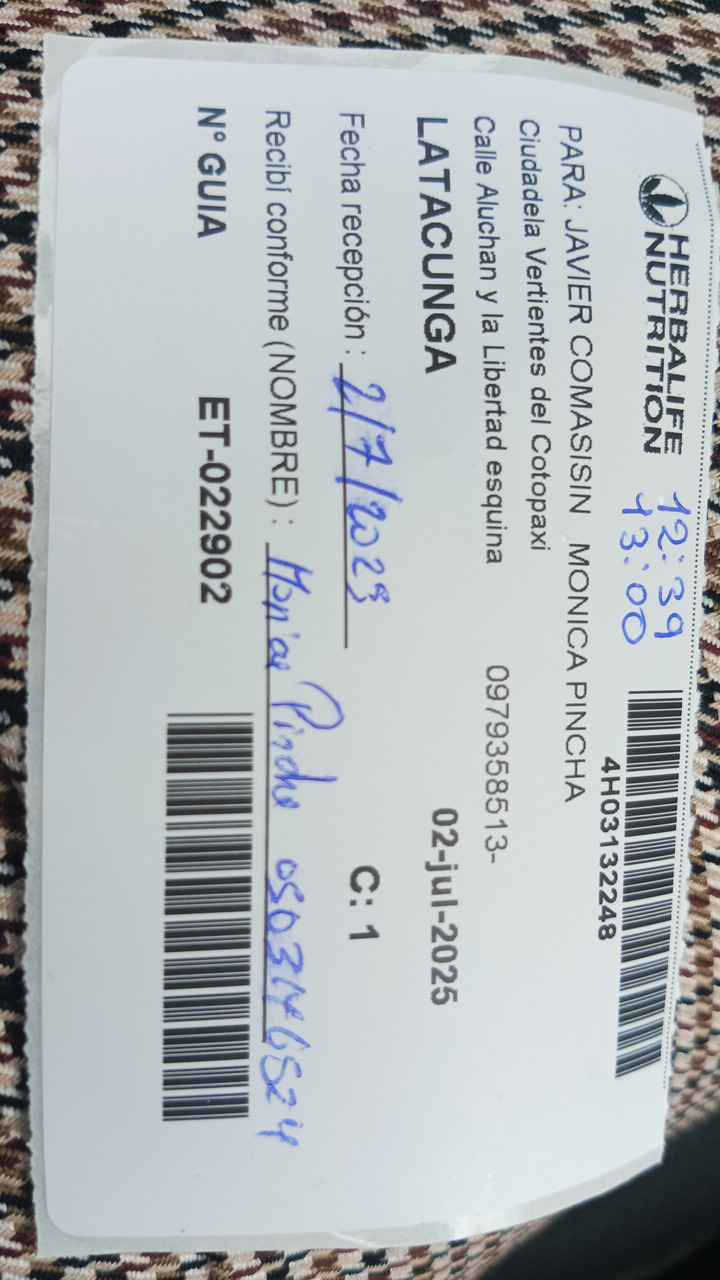 HERBALIFE
NUTRITION
12:39
13:00
4H03132248
PARA: JAVIER COMASISIN MONICA PINCHA
Ciudadela Vertientes del Cotopaxi
Calle Aluchan y la Libertad esquina 0979358513-
LATACUNGA 02-jul-2025
Fecha recepción : 2/7/2025 C: 1
Recibí conforme (NOMBRE) : Monica Pincha
N° GUIA ET-022902